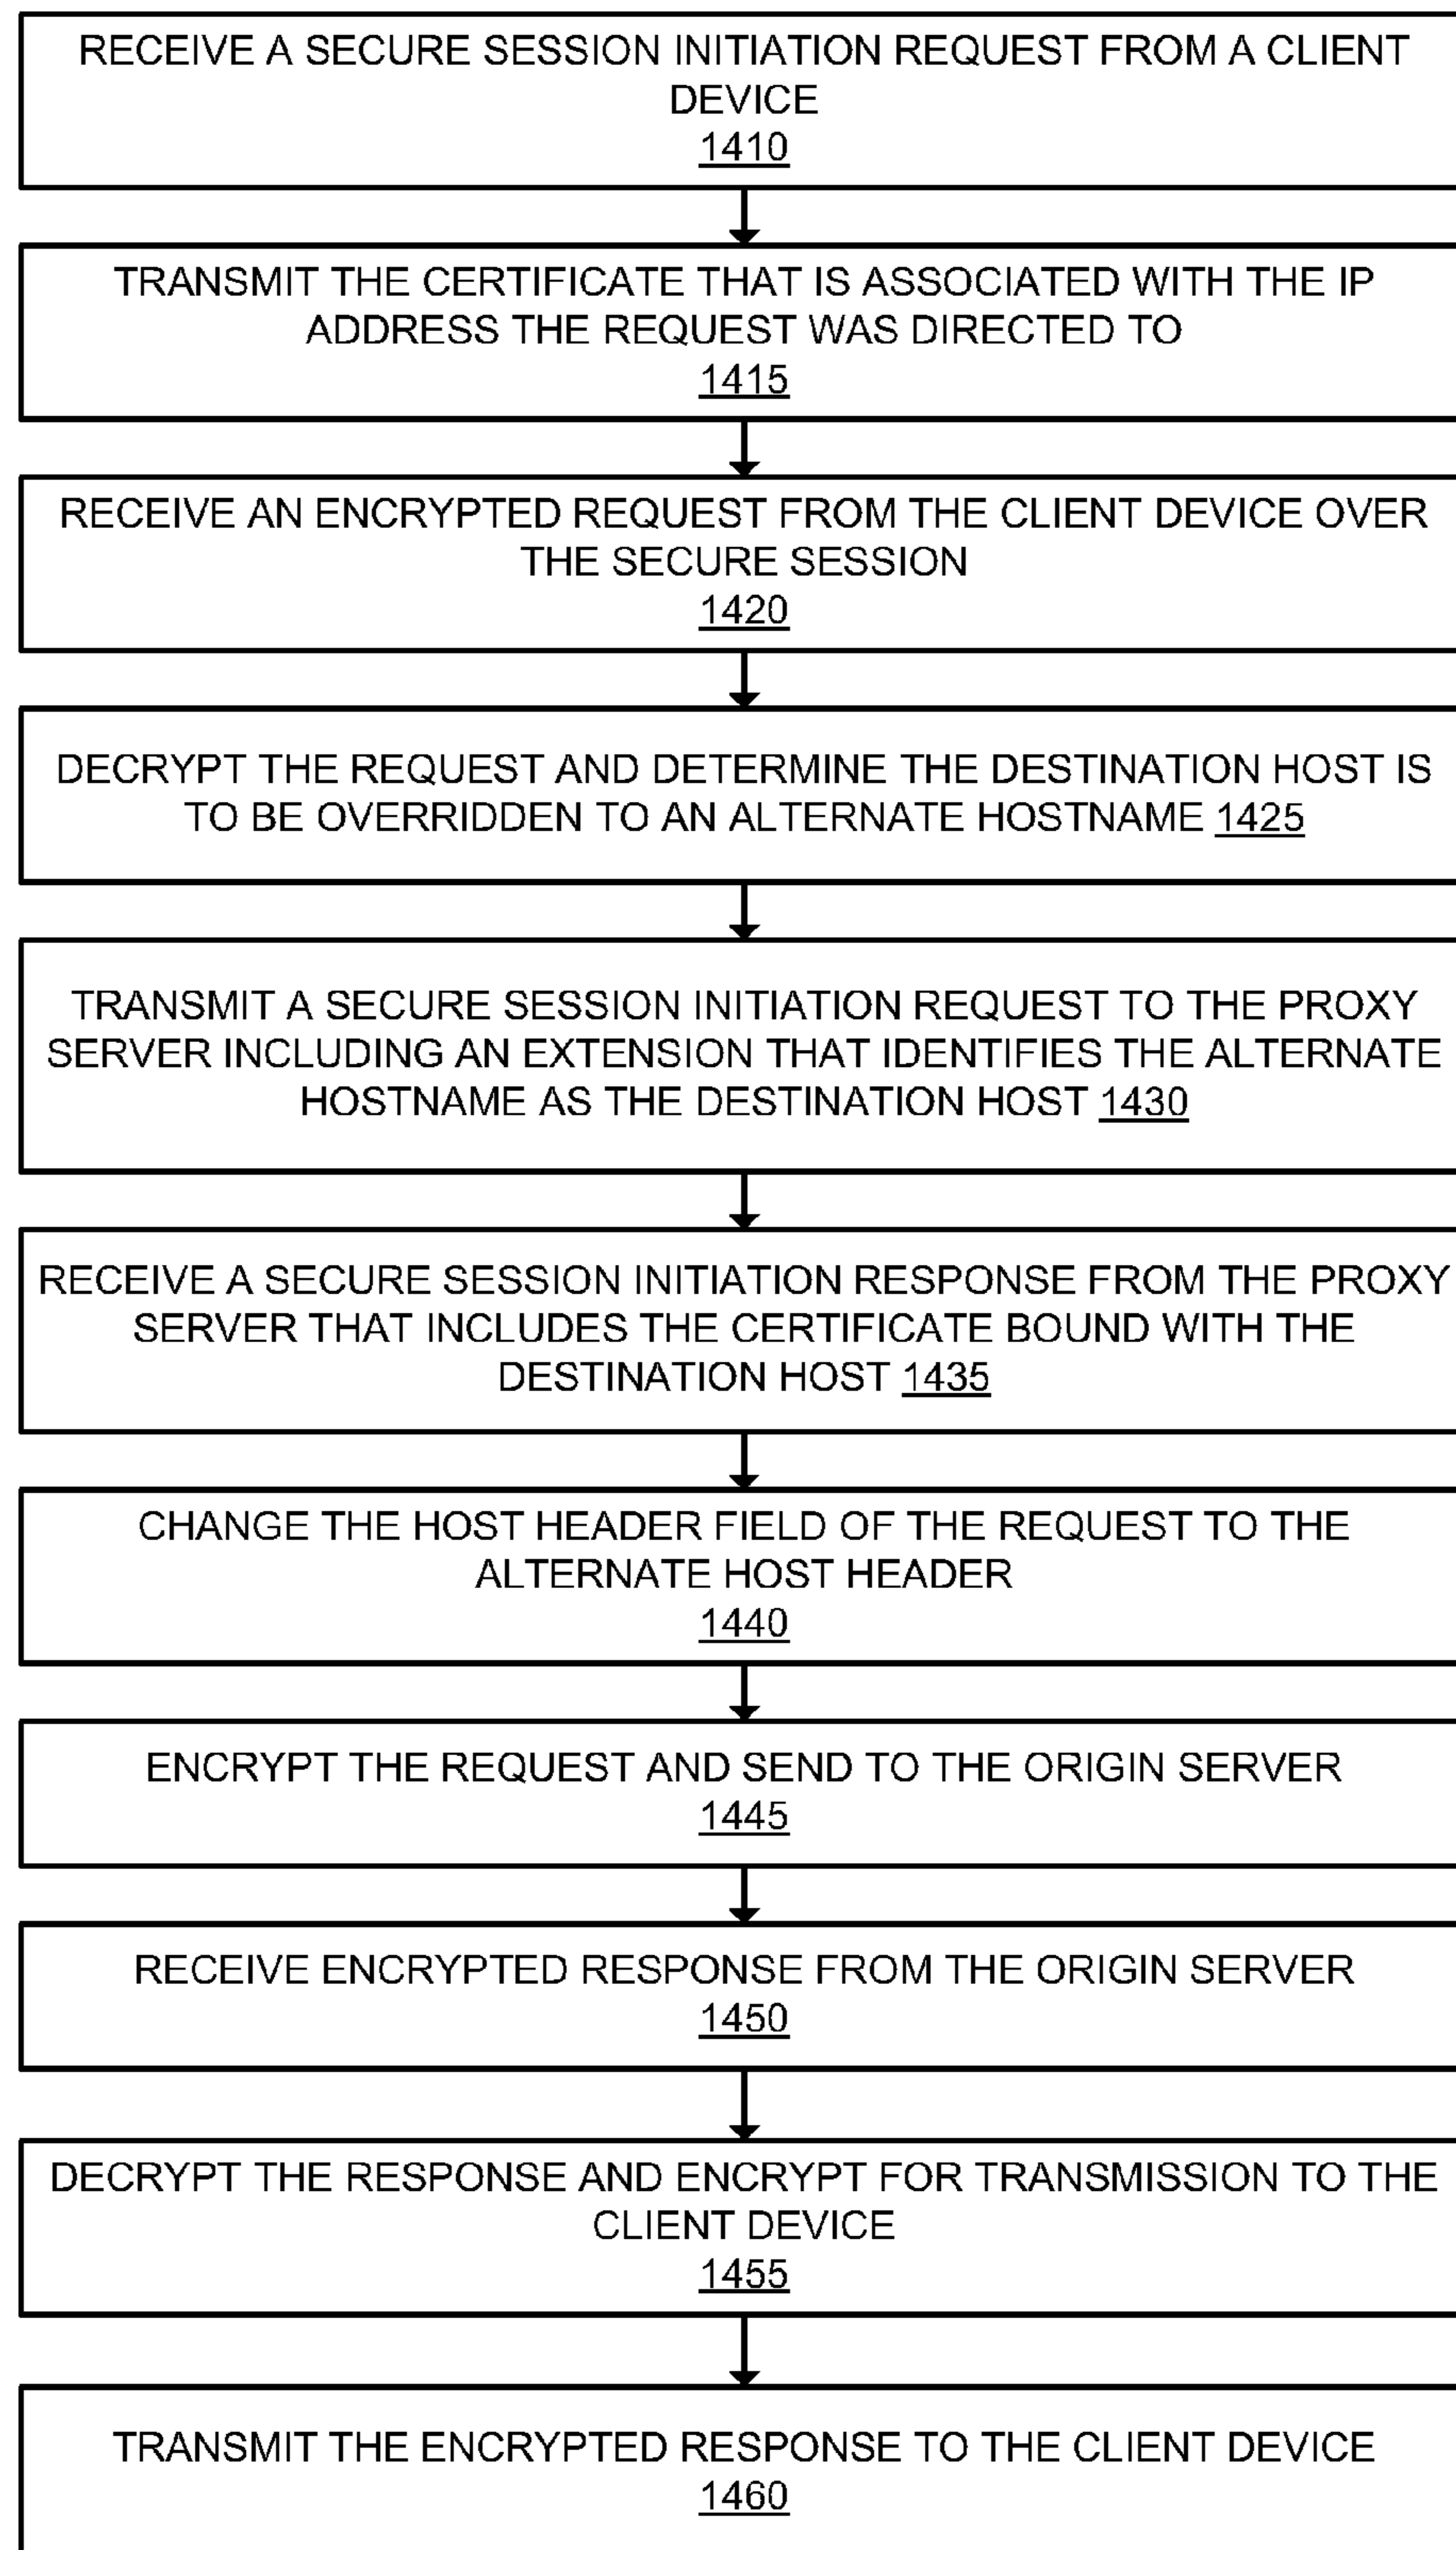 RECEIVE A SECURE SESSION INITIATION REQUEST FROM A CLIENT
DEVICE
1410
TRANSMIT THE CERTIFICATE THAT IS ASSOCIATED WITH THE IP
ADDRESS THE REQUEST WAS DIRECTED TO
1415
RECEIVE AN ENCRYPTED REQUEST FROM THE CLIENT DEVICE OVER
THE SECURE SESSION
1420
DECRYPT THE REQUEST AND DETERMINE THE DESTINATION HOST IS
TO BE OVERRIDDEN TO AN ALTERNATE HOSTNAME 1425
TRANSMIT A SECURE SESSION INITIATION REQUEST TO THE PROXY
SERVER INCLUDING AN EXTENSION THAT IDENTIFIES THE ALTERNATE
HOSTNAME AS THE DESTINATION HOST 1430
RECEIVE A SECURE SESSION INITIATION RESPONSE FROM THE PROXY
SERVER THAT INCLUDES THE CERTIFICATE BOUND WITH THE
DESTINATION HOST 1435
CHANGE THE HOST HEADER FIELD OF THE REQUEST TO THE
ALTERNATE HOST HEADER
1440
ENCRYPT THE REQUEST AND SEND TO THE ORIGIN SERVER
1445
RECEIVE ENCRYPTED RESPONSE FROM THE ORIGIN SERVER
1450
DECRYPT THE RESPONSE AND ENCRYPT FOR TRANSMISSION TO THE
CLIENT DEVICE
1455
TRANSMIT THE ENCRYPTED RESPONSE TO THE CLIENT DEVICE
1460